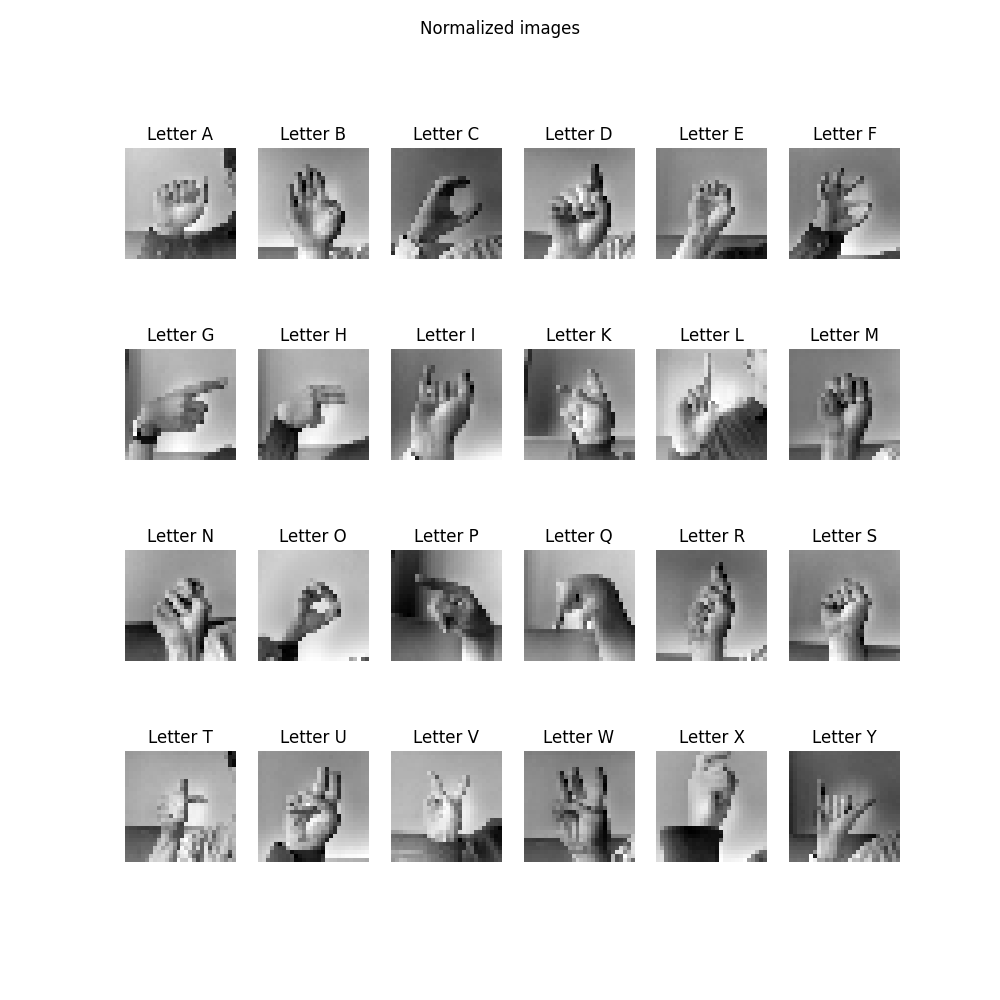 Normalized images
Letter A Letter B Letter C Letter D Letter E Letter F
Letter G Letter H Letter I Letter K Letter L Letter M
Letter N Letter O Letter P Letter Q Letter R Letter S
Letter T Letter U Letter V Letter W Letter X Letter Y